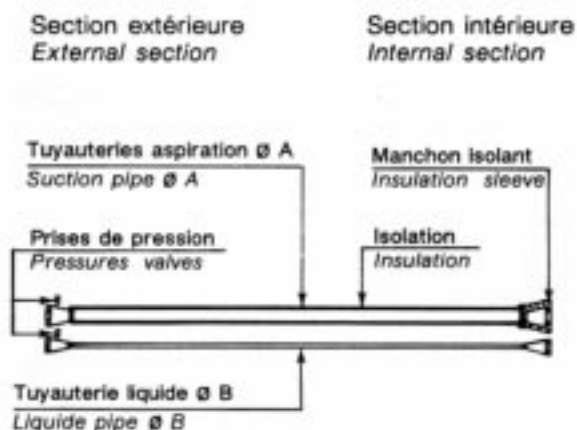 Section extérieure
External section
Section intérieure
Internal section
Tuyauteries aspiration Ø A
Suction pipe Ø A
Manchon isolant
Insulation sleeve
Prises de pression
Pressures valves
Isolation
Insulation
Tuyauterie liquide Ø B
Liquide pipe Ø B